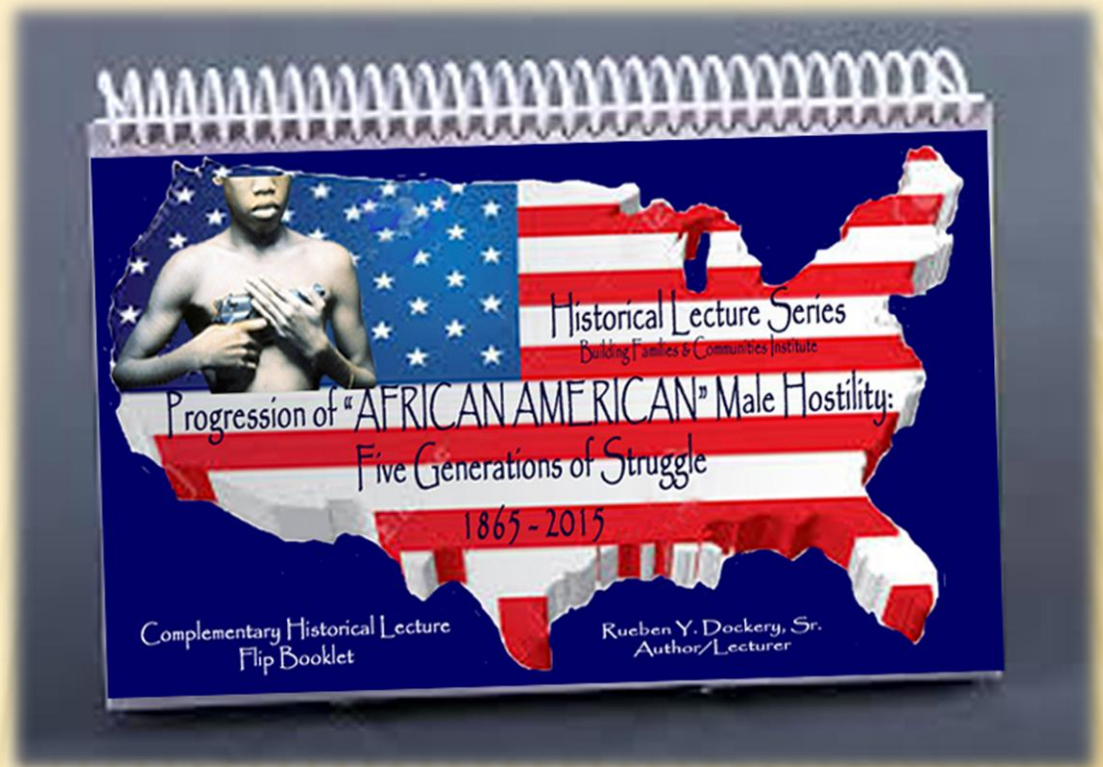 Historical Lecture Series
Building Families & Communities Institute
Progression of "AFRICAN AMERICAN" Male Hostility:
Five Generations of Struggle
1865 - 2015
Complementary Historical Lecture
Flip Booklet
Rueben Y. Dockery, Sr.
Author/Lecturer